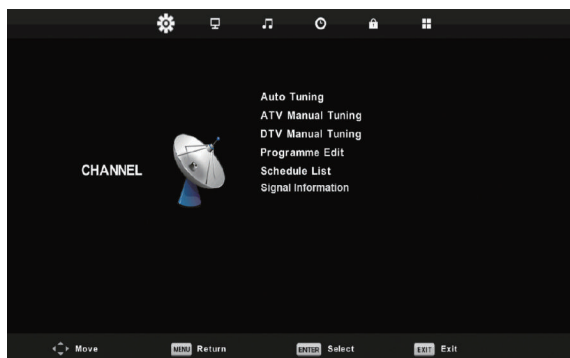 Auto Tuning
ATV Manual Tuning
DTV Manual Tuning
Programme Edit
CHANNEL
Schedule List
Signal Information
Move MENU Return ENTER Select EXIT Exit